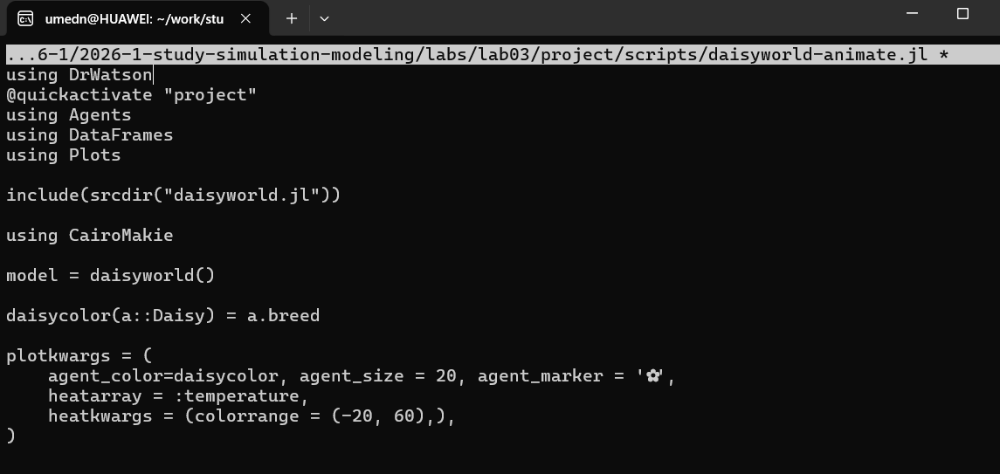 umedn@HUAWEI: ~/work/stu
...6-1/2026-1-study-simulation-modeling/labs/lab03/project/scripts/daisyworld-animate.jl *
using DrWatson
@quickactivate "project"
using Agents
using DataFrames
using Plots
include(srcdir("daisyworld.jl"))
using CairoMakie
model = daisyworld()
daisycolor(a::Daisy) = a.breed
plotkwargs = (
    agent_color=daisycolor, agent_size = 20, agent_marker = '✿',
    heatarray = :temperature,
    heatkwargs = (colorrange = (-20, 60),),
)